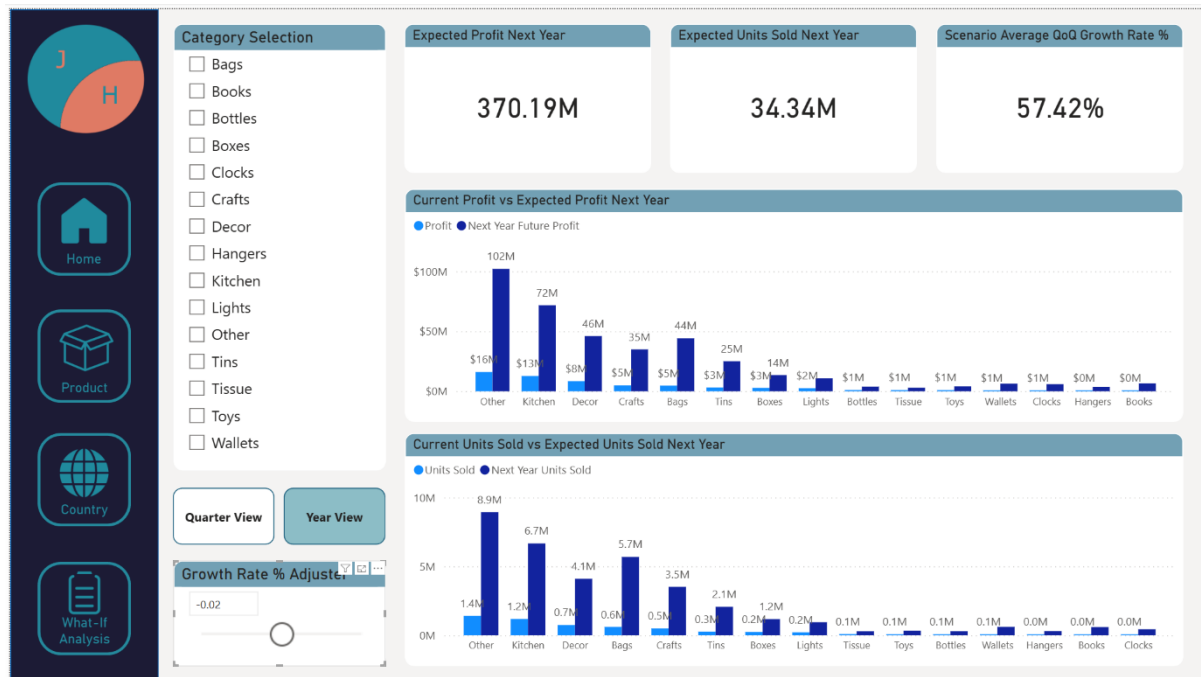 J
H
Home
Product
Country
What-If
Analysis
Category Selection
Bags
Books
Bottles
Boxes
Clocks
Crafts
Decor
Hangers
Kitchen
Lights
Other
Tins
Tissue
Toys
Wallets
Quarter View
Year View
Growth Rate % Adjuster
-0.02
Expected Profit Next Year
370.19M
Expected Units Sold Next Year
34.34M
Scenario Average QoQ Growth Rate %
57.42%
Current Profit vs Expected Profit Next Year
Profit Next Year Future Profit
$100M
$50M
$0M
102M
72M
46M
35M
44M
25M
14M
$16M $13M $8M $5M $5M $3M $3M $2M $1M $1M $1M $1M $1M $0M $0M
Other Kitchen Decor Crafts Bags Tins Boxes Lights Bottles Tissue Toys Wallets Clocks Hangers Books
Current Units Sold vs Expected Units Sold Next Year
Units Sold Next Year Units Sold
10M
5M
0M
8.9M
6.7M
4.1M
5.7M
3.5M
2.1M
1.2M
1.4M 1.2M 0.7M 0.6M 0.5M 0.3M 0.2M 0.2M 0.1M 0.1M 0.1M 0.1M 0.0M 0.0M 0.0M
Other Kitchen Decor Bags Crafts Tins Boxes Lights Tissue Toys Bottles Wallets Hangers Books Clocks